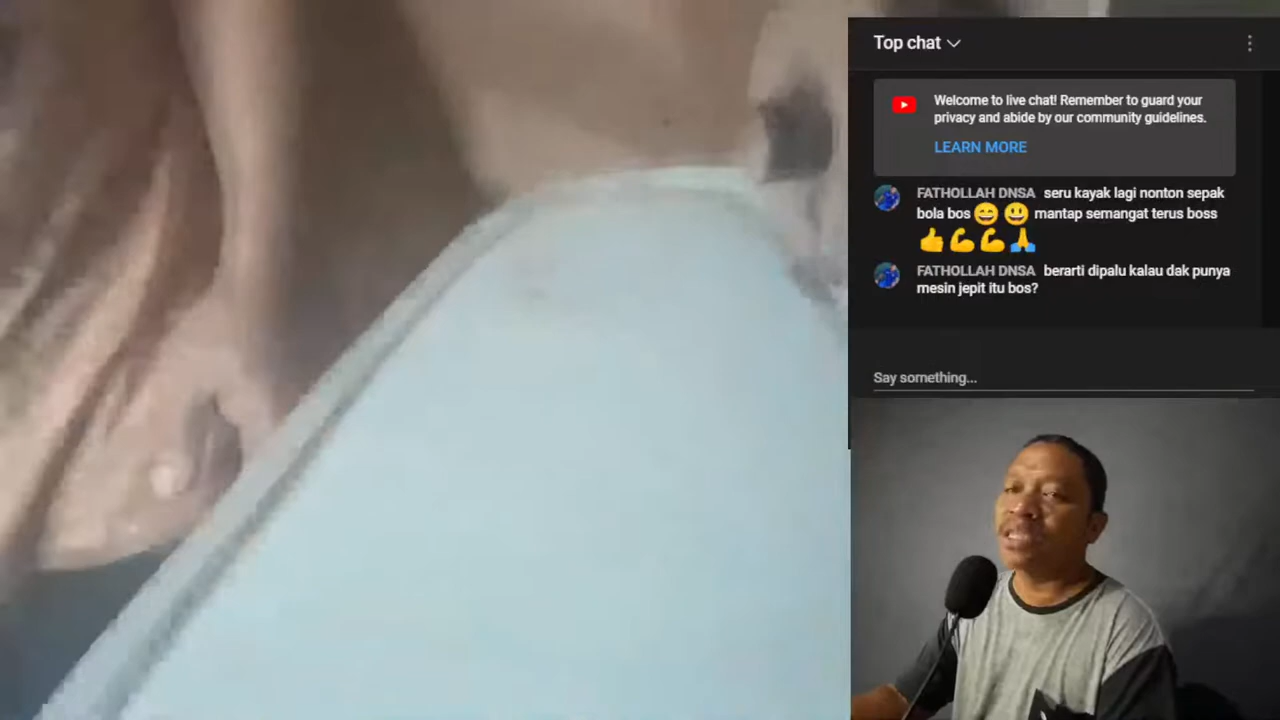 Top chat
Welcome to live chat! Remember to guard your
privacy and abide by our community guidelines.
LEARN MORE
FATHOLLAH DNSA seru kayak lagi nonton sepak
bola bos😄😃 mantap semangat terus boss
👍💪💪🙏
FATHOLLAH DNSA berarti dipalu kalau dak punya
mesin jepit itu bos?
Say something...